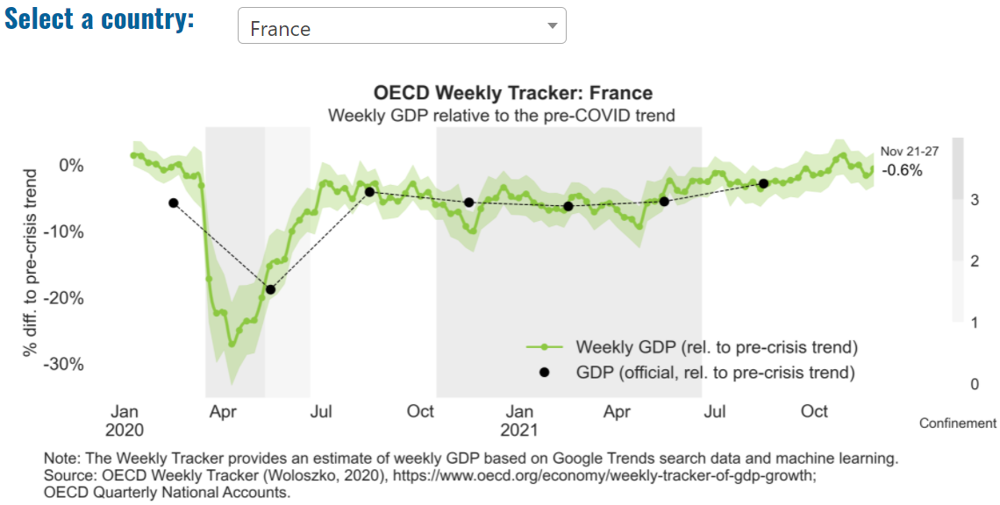 Select a country:
France
OECD Weekly Tracker: France
Weekly GDP relative to the pre-COVID trend
% diff. to pre-crisis trend
0%
-10%
-20%
-30%
Nov 21-27
-0.6%
3
2
1
0
Confinement
Weekly GDP (rel. to pre-crisis trend)
GDP (official, rel. to pre-crisis trend)
Jan Apr Jul Oct Jan Apr Jul Oct
2020 2021
Note: The Weekly Tracker provides an estimate of weekly GDP based on Google Trends search data and machine learning.
Source: OECD Weekly Tracker (Woloszko, 2020), https://www.oecd.org/economy/weekly-tracker-of-gdp-growth;
OECD Quarterly National Accounts.